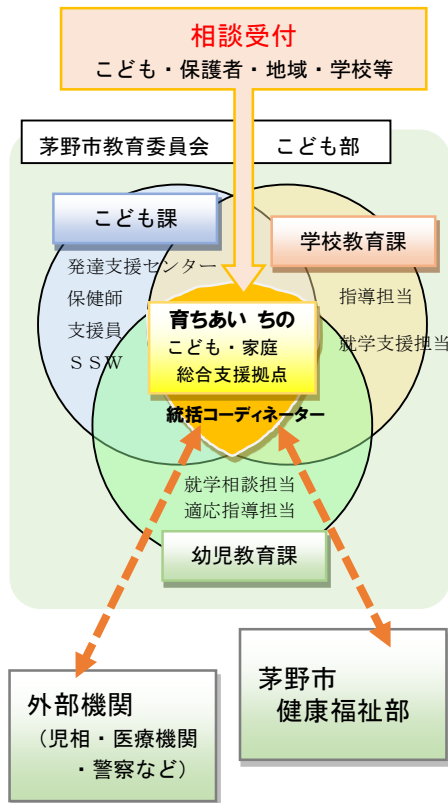 相談受付
こども・保護者・地域・学校等
茅野市教育委員会 こども部
こども課
学校教育課
発達支援センター
保健師
支援員
ＳＳＷ
指導担当
就学支援担当
育ちあい ちの
こども・家庭
総合支援拠点
統括コーディネーター
就学相談担当
適応指導担当
幼児教育課
外部機関
（児相・医療機関
・警察など）
茅野市
健康福祉部